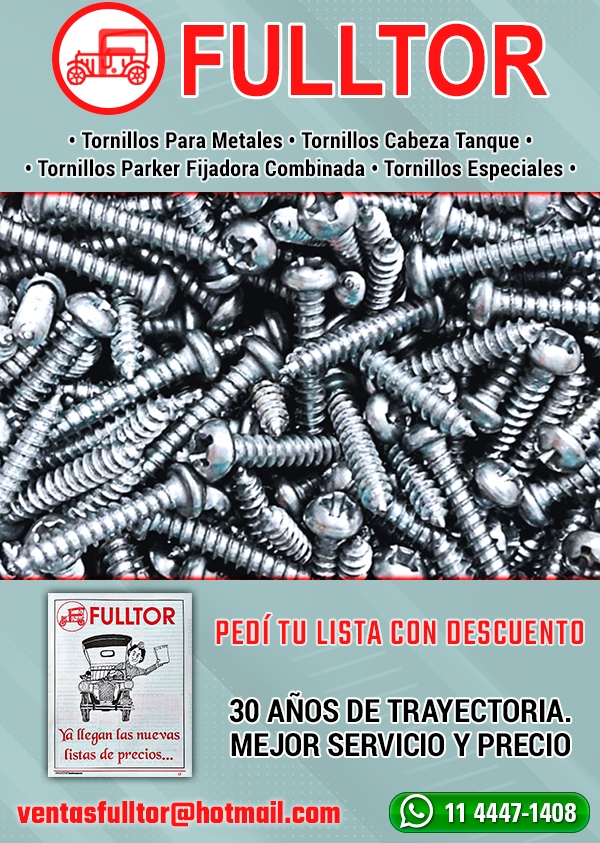 FULLTOR
• Tornillos Para Metales • Tornillos Cabeza Tanque •
• Tornillos Parker Fijadora Combinada • Tornillos Especiales •
FULLTOR
Ya llegan las nuevas
listas de precios...
PEDÍ TU LISTA CON DESCUENTO
30 AÑOS DE TRAYECTORIA.
MEJOR SERVICIO Y PRECIO
ventasfulltor@hotmail.com
11 4447-1408